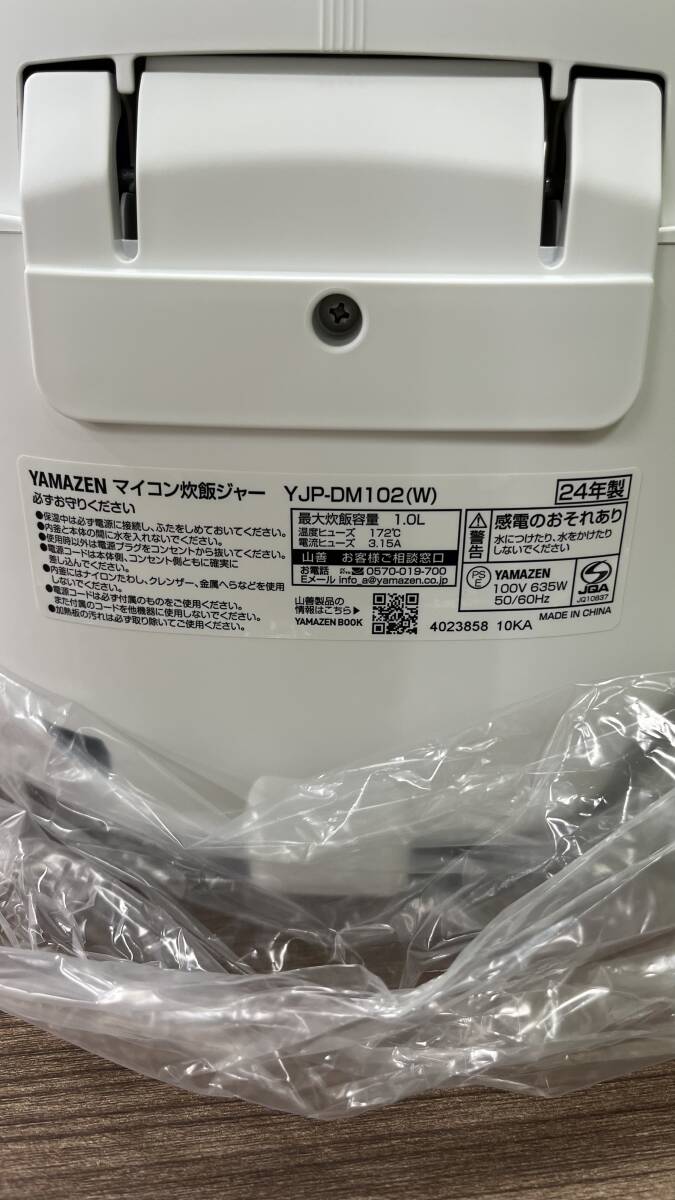 YAMAZEN マイコン炊飯ジャー YJP-DM102(W) 24年製
必ずお守りください
●保温中は必ず電源に接続し、ふたをしめておいてください。
●内釜と本体の間に水を入れないでください。
●使用時以外は電源プラグをコンセントから抜いてください。
●電源コードは本体側、コンセント側ともに確実に
差し込んでください。
●内釜にはナイロンたわし、クレンザー、金属へらなどを使用
しないでください。
●電源コードは必ず付属のものをご使用ください。
また付属のコードを他機器に使用しないでください。
●加熱板の汚れは必ず取り除いてご使用ください。
最大炊飯容量 1.0L
温度ヒューズ 172℃
電流ヒューズ 3.15A
山善 お客様ご相談窓口
お電話 0570-019-700
Eメール info_a@yamazen.co.jp
山善製品の
情報はこちら▶
YAMAZEN BOOK
警告
感電のおそれあり
水につけたり、水をかけたり
しないでください
PS
E
YAMAZEN
100V 635W
50/60Hz
JQA
JQ10837
MADE IN CHINA
4023858 10KA